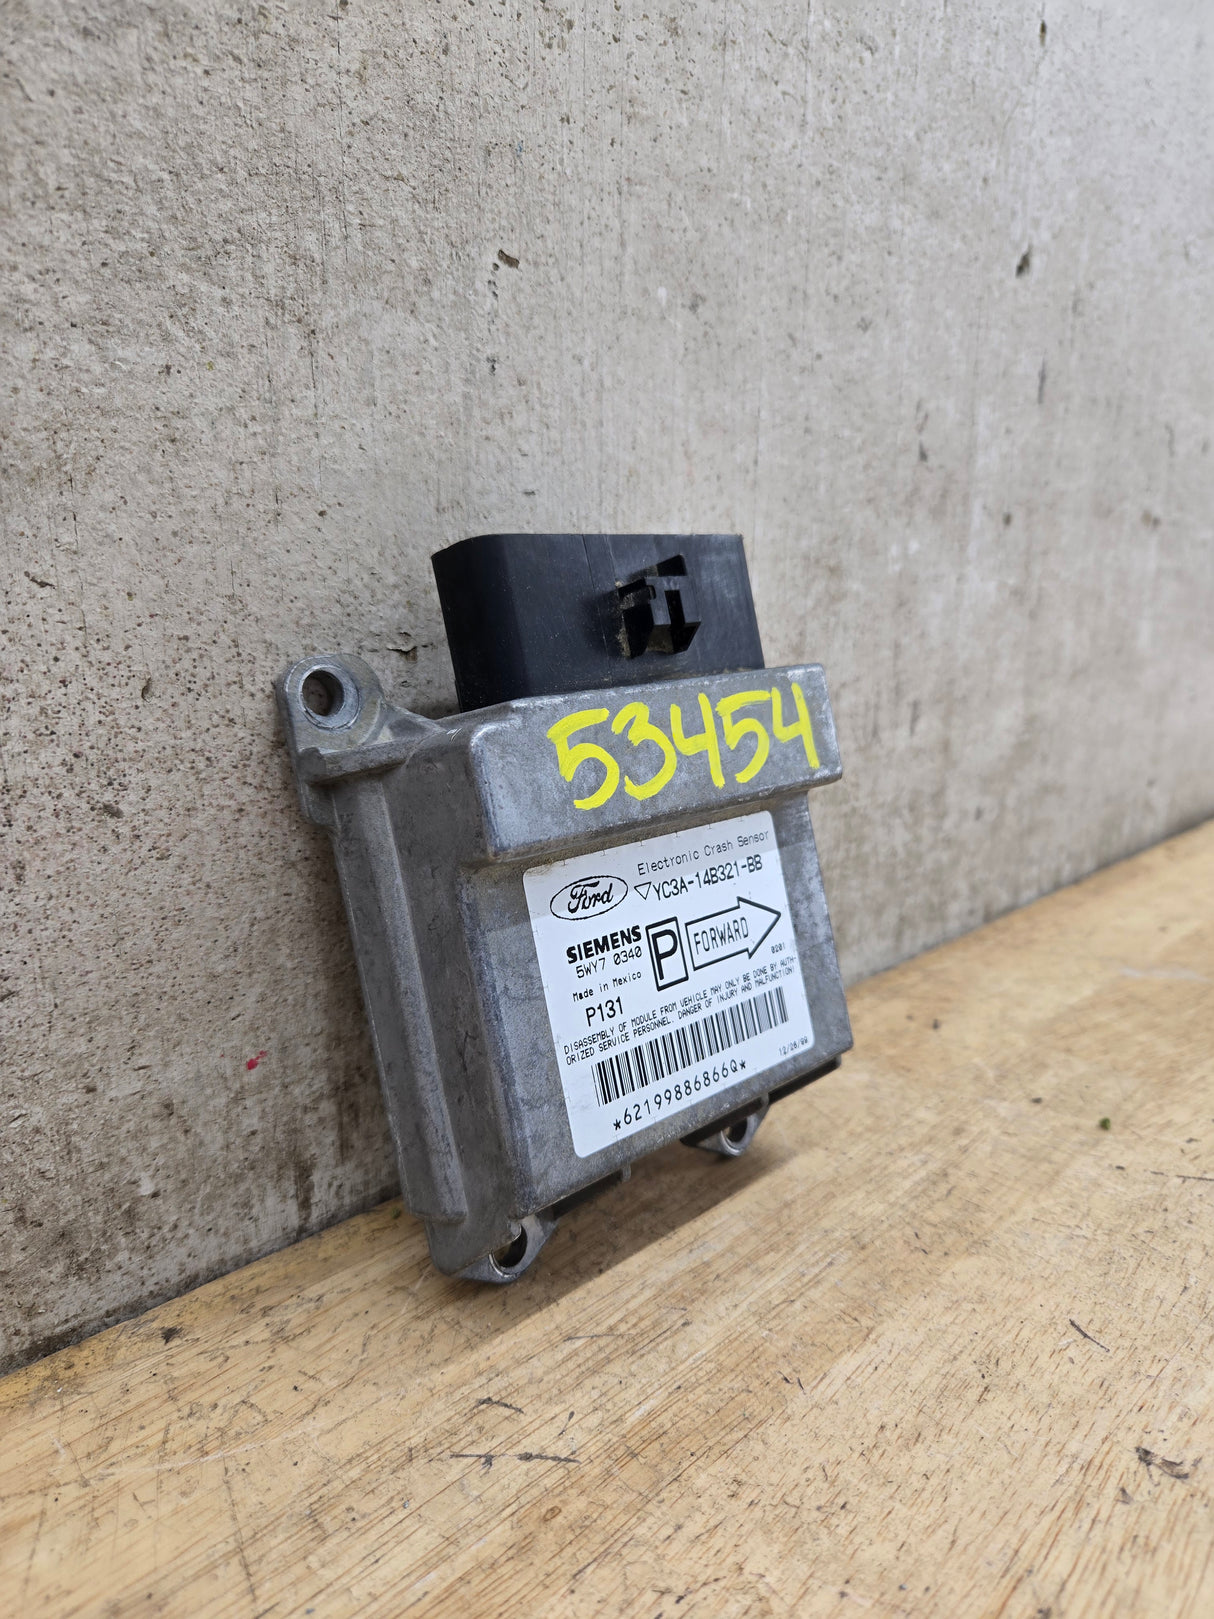 53454
Electronic Crash Sensor
Ford
YC3A-14B321-BB
SIEMENS
5WY7 0340
P
FORWARD
0201
Made in Mexico
P131
DISASSEMBLY OF MODULE FROM VEHICLE MAY ONLY BE DONE BY AUTH-
ORIZED SERVICE PERSONNEL. DANGER OF INJURY AND MALFUNCTION!
12/28/99
*62199886866Q*